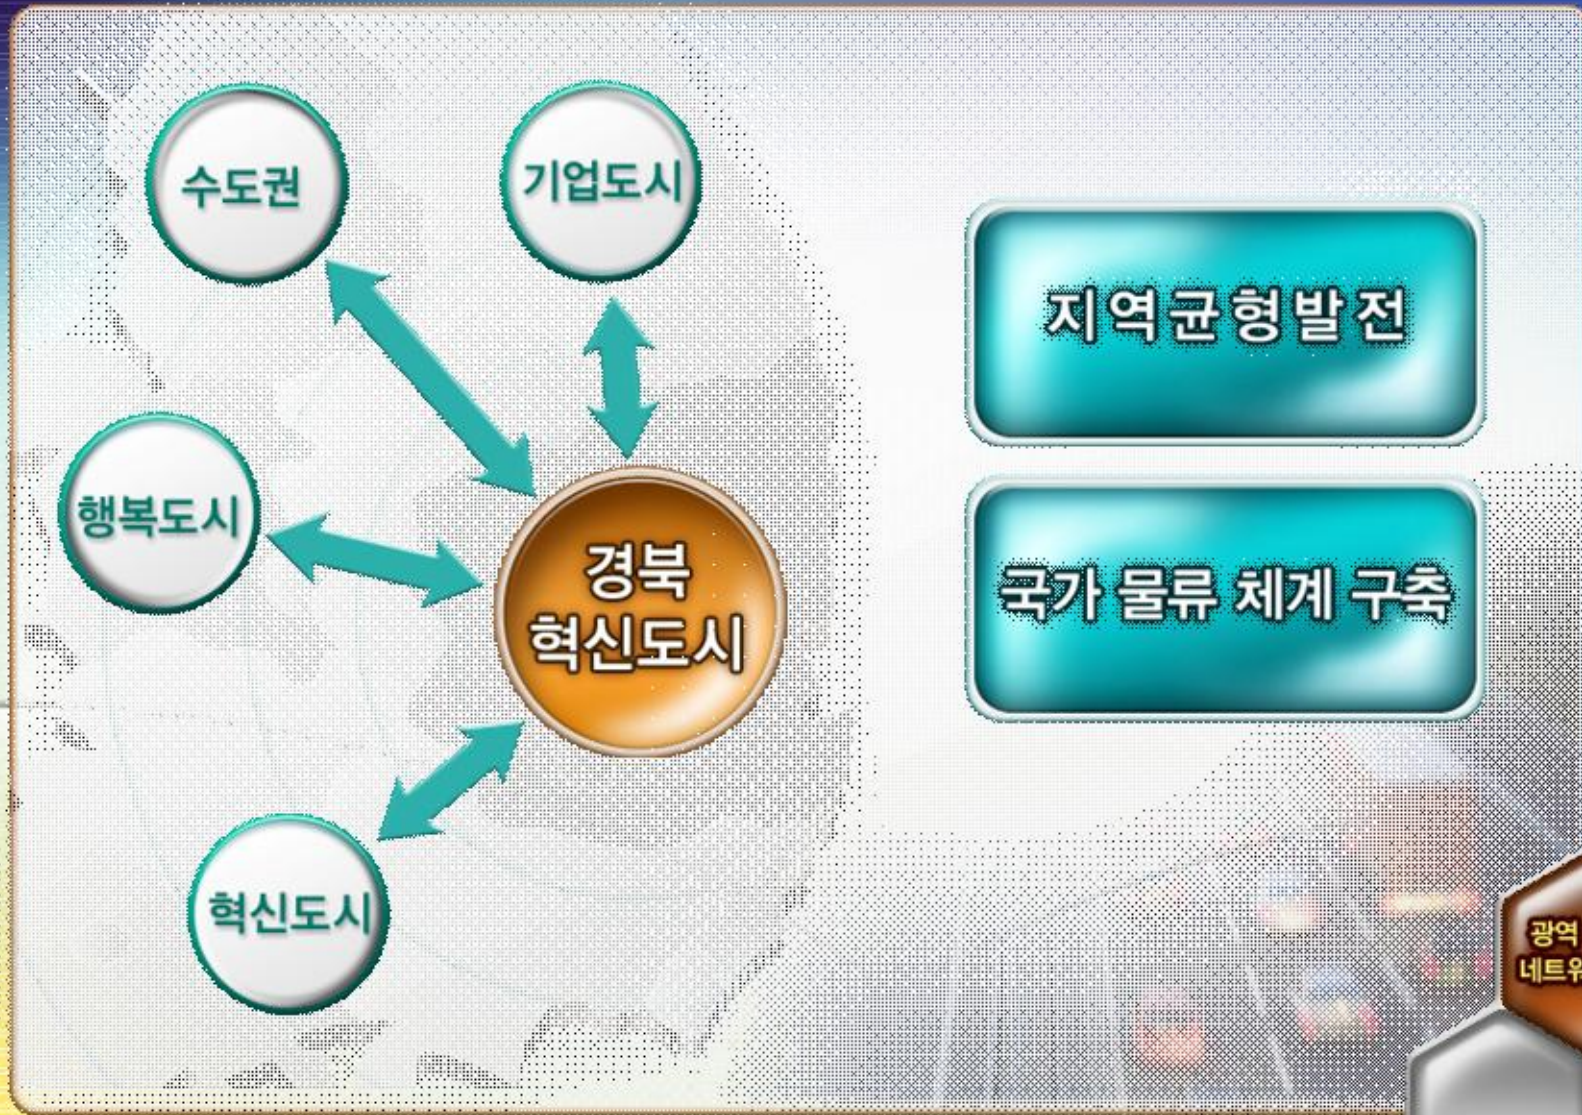 수도권
기업도시
행복도시
경북
혁신도시
혁신도시
지역균형발전
국가 물류 체계 구축
광역